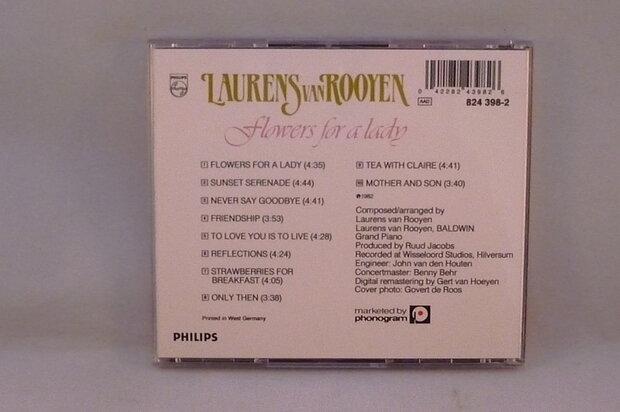 PHILIPS
LAURENS VAN ROOYEN
Flowers for a lady
0 42282 43982 6
AAD
824 398-2
1 FLOWERS FOR A LADY (4:35)
2 SUNSET SERENADE (4:44)
3 NEVER SAY GOODBYE (4:41)
4 FRIENDSHIP (3:53)
5 TO LOVE YOU IS TO LIVE (4:28)
6 REFLECTIONS (4:24)
7 STRAWBERRIES FOR
BREAKFAST (4:05)
8 ONLY THEN (3:38)
9 TEA WITH CLAIRE (4:41)
10 MOTHER AND SON (3:40)
℗ 1982
Composed/arranged by
Laurens van Rooyen
Laurens van Rooyen, BALDWIN
Grand Piano
Produced by Ruud Jacobs
Recorded at Wisseloord Studios, Hilversum
Engineer: John van den Houten
Concertmaster: Benny Behr
Digital remastering by Gert van Hoeyen
Cover photo: Govert de Roos
Printed in West Germany
marketed by
phonogram
PHILIPS